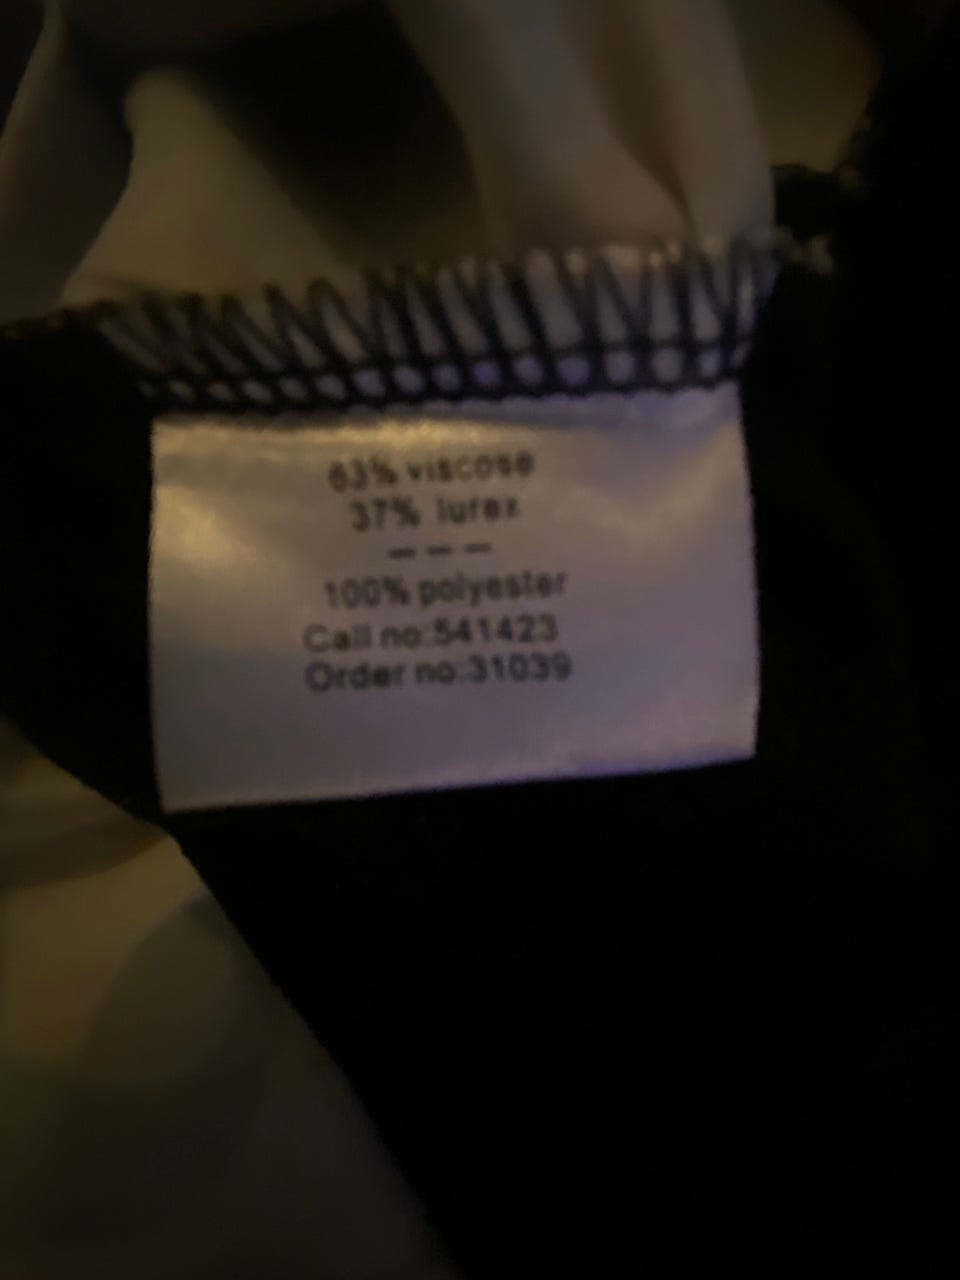 63% viscose
37% lurex
– – –
100% polyester
Call no:541423
Order no:31039